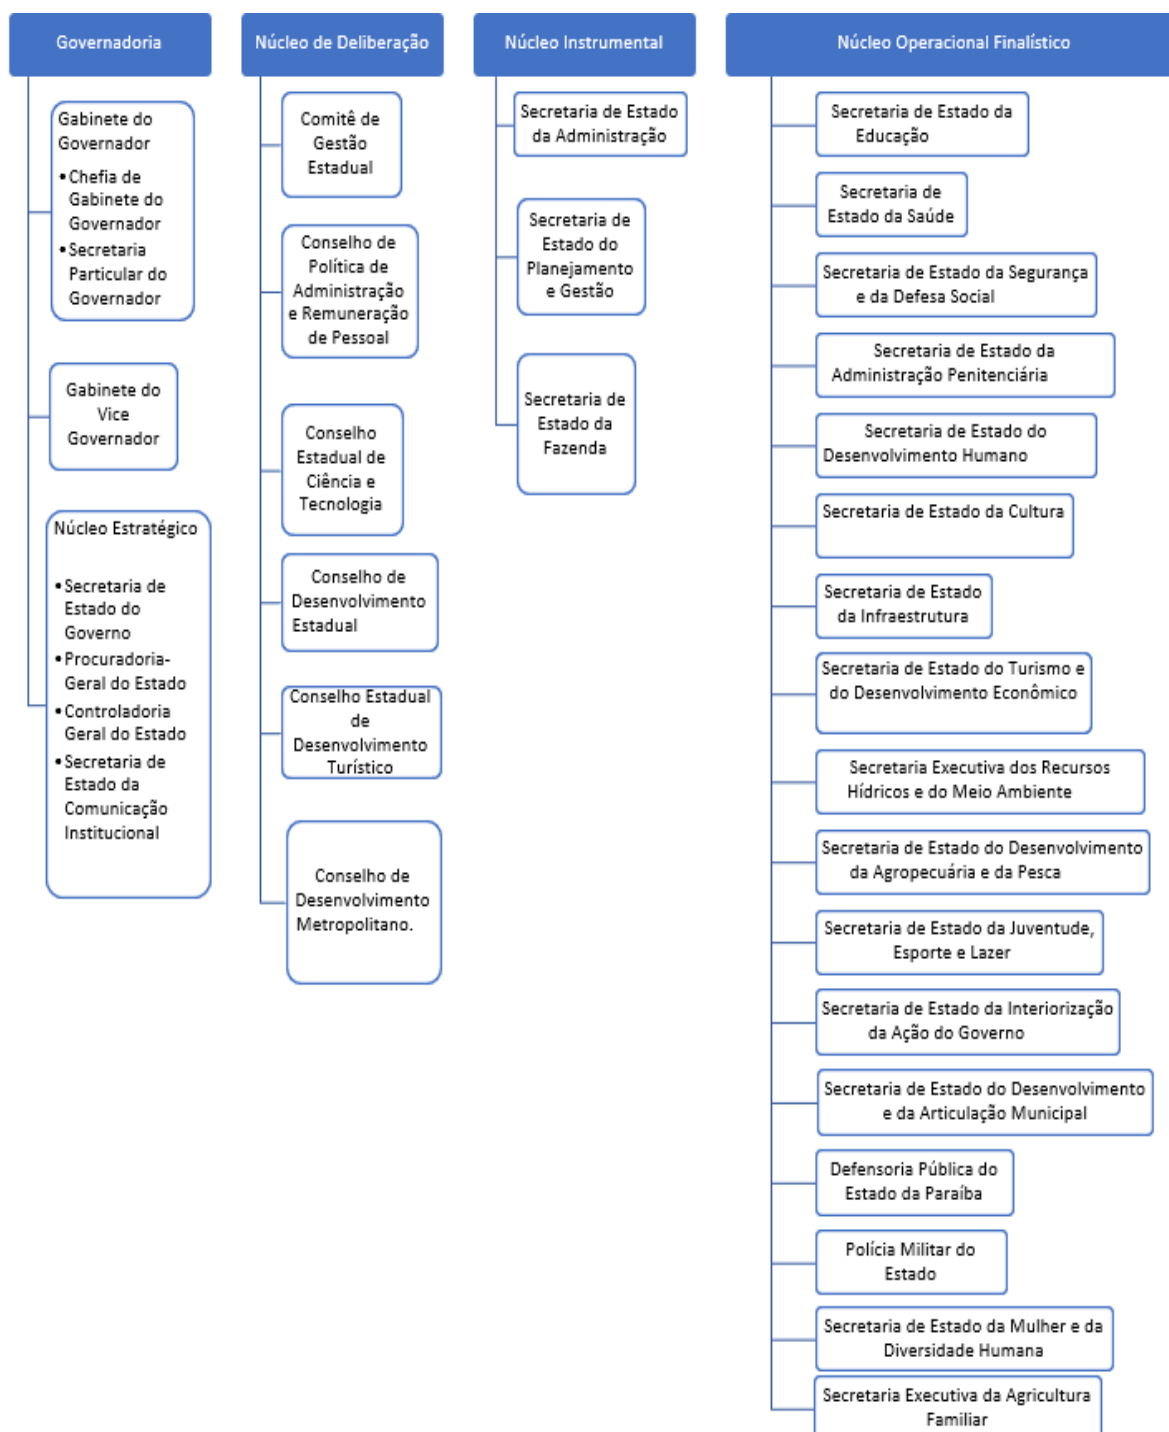 Governadoria
Gabinete do
Governador
•Chefia de
Gabinete do
Governador
•Secretaria
Particular do
Governador
Gabinete do
Vice
Governador
Núcleo Estratégico
•Secretaria de
Estado do
Governo
•Procuradoria-
Geral do Estado
•Controladoria
Geral do Estado
•Secretaria de
Estado da
Comunicação
Institucional
Núcleo de Deliberação
Comitê de
Gestão
Estadual
Conselho de
Política de
Administração
e Remuneração
de Pessoal
Conselho
Estadual de
Ciência e
Tecnologia
Conselho de
Desenvolvimento
Estadual
Conselho Estadual
de
Desenvolvimento
Turístico
Conselho de
Desenvolvimento
Metropolitano.
Núcleo Instrumental
Secretaria de Estado
da Administração
Secretaria de
Estado do
Planejamento
e Gestão
Secretaria de
Estado da
Fazenda
Núcleo Operacional Finalístico
Secretaria de Estado da
Educação
Secretaria de
Estado da Saúde
Secretaria de Estado da Segurança
e da Defesa Social
Secretaria de Estado da
Administração Penitenciária
Secretaria de Estado do
Desenvolvimento Humano
Secretaria de Estado da Cultura
Secretaria de Estado
da Infraestrutura
Secretaria de Estado do Turismo e
do Desenvolvimento Econômico
Secretaria Executiva dos Recursos
Hídricos e do Meio Ambiente
Secretaria de Estado do Desenvolvimento
da Agropecuária e da Pesca
Secretaria de Estado da Juventude,
Esporte e Lazer
Secretaria de Estado da Interiorização
da Ação do Governo
Secretaria de Estado do Desenvolvimento
e da Articulação Municipal
Defensoria Pública do
Estado da Paraíba
Polícia Militar do
Estado
Secretaria de Estado da Mulher e da
Diversidade Humana
Secretaria Executiva da Agricultura
Familiar